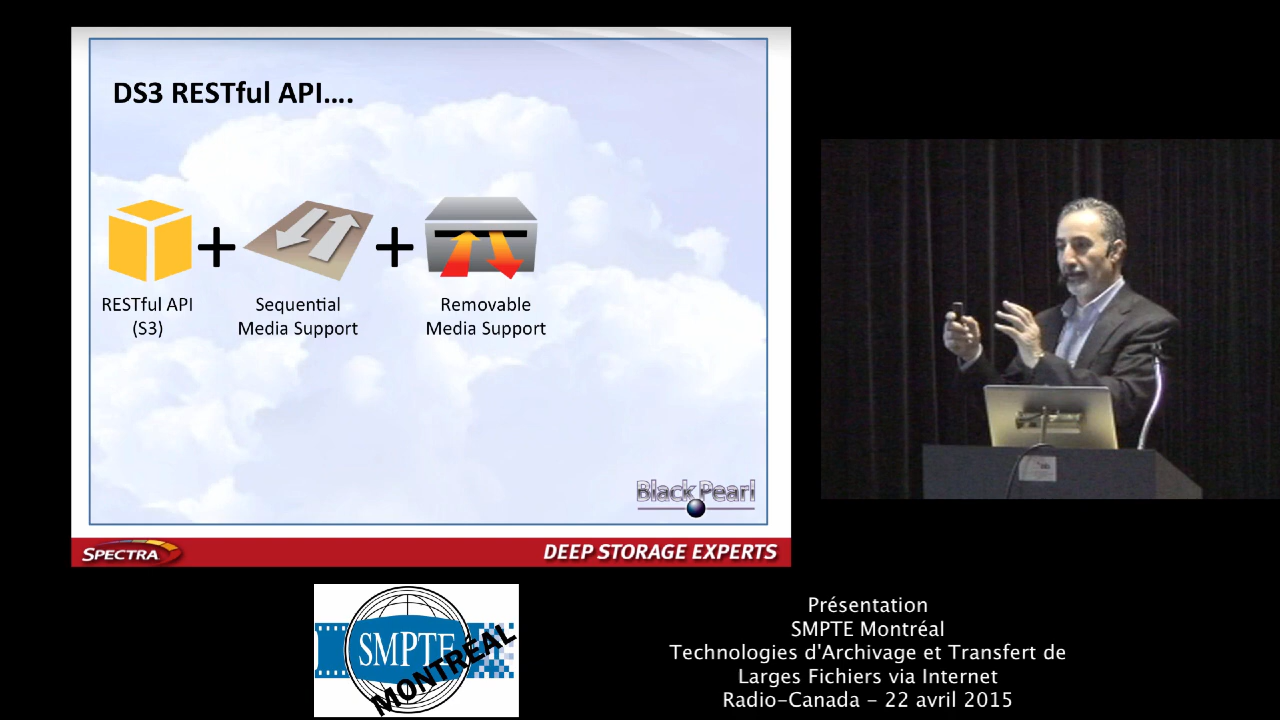 DS3 RESTful API....
RESTful API
(S3)
Sequential
Media Support
Removable
Media Support
BlackPearl
SPECTRA
DEEP STORAGE EXPERTS
SMPTE
MONTRÉAL
Présentation
SMPTE Montréal
Technologies d'Archivage et Transfert de
Larges Fichiers via Internet
Radio-Canada - 22 avril 2015